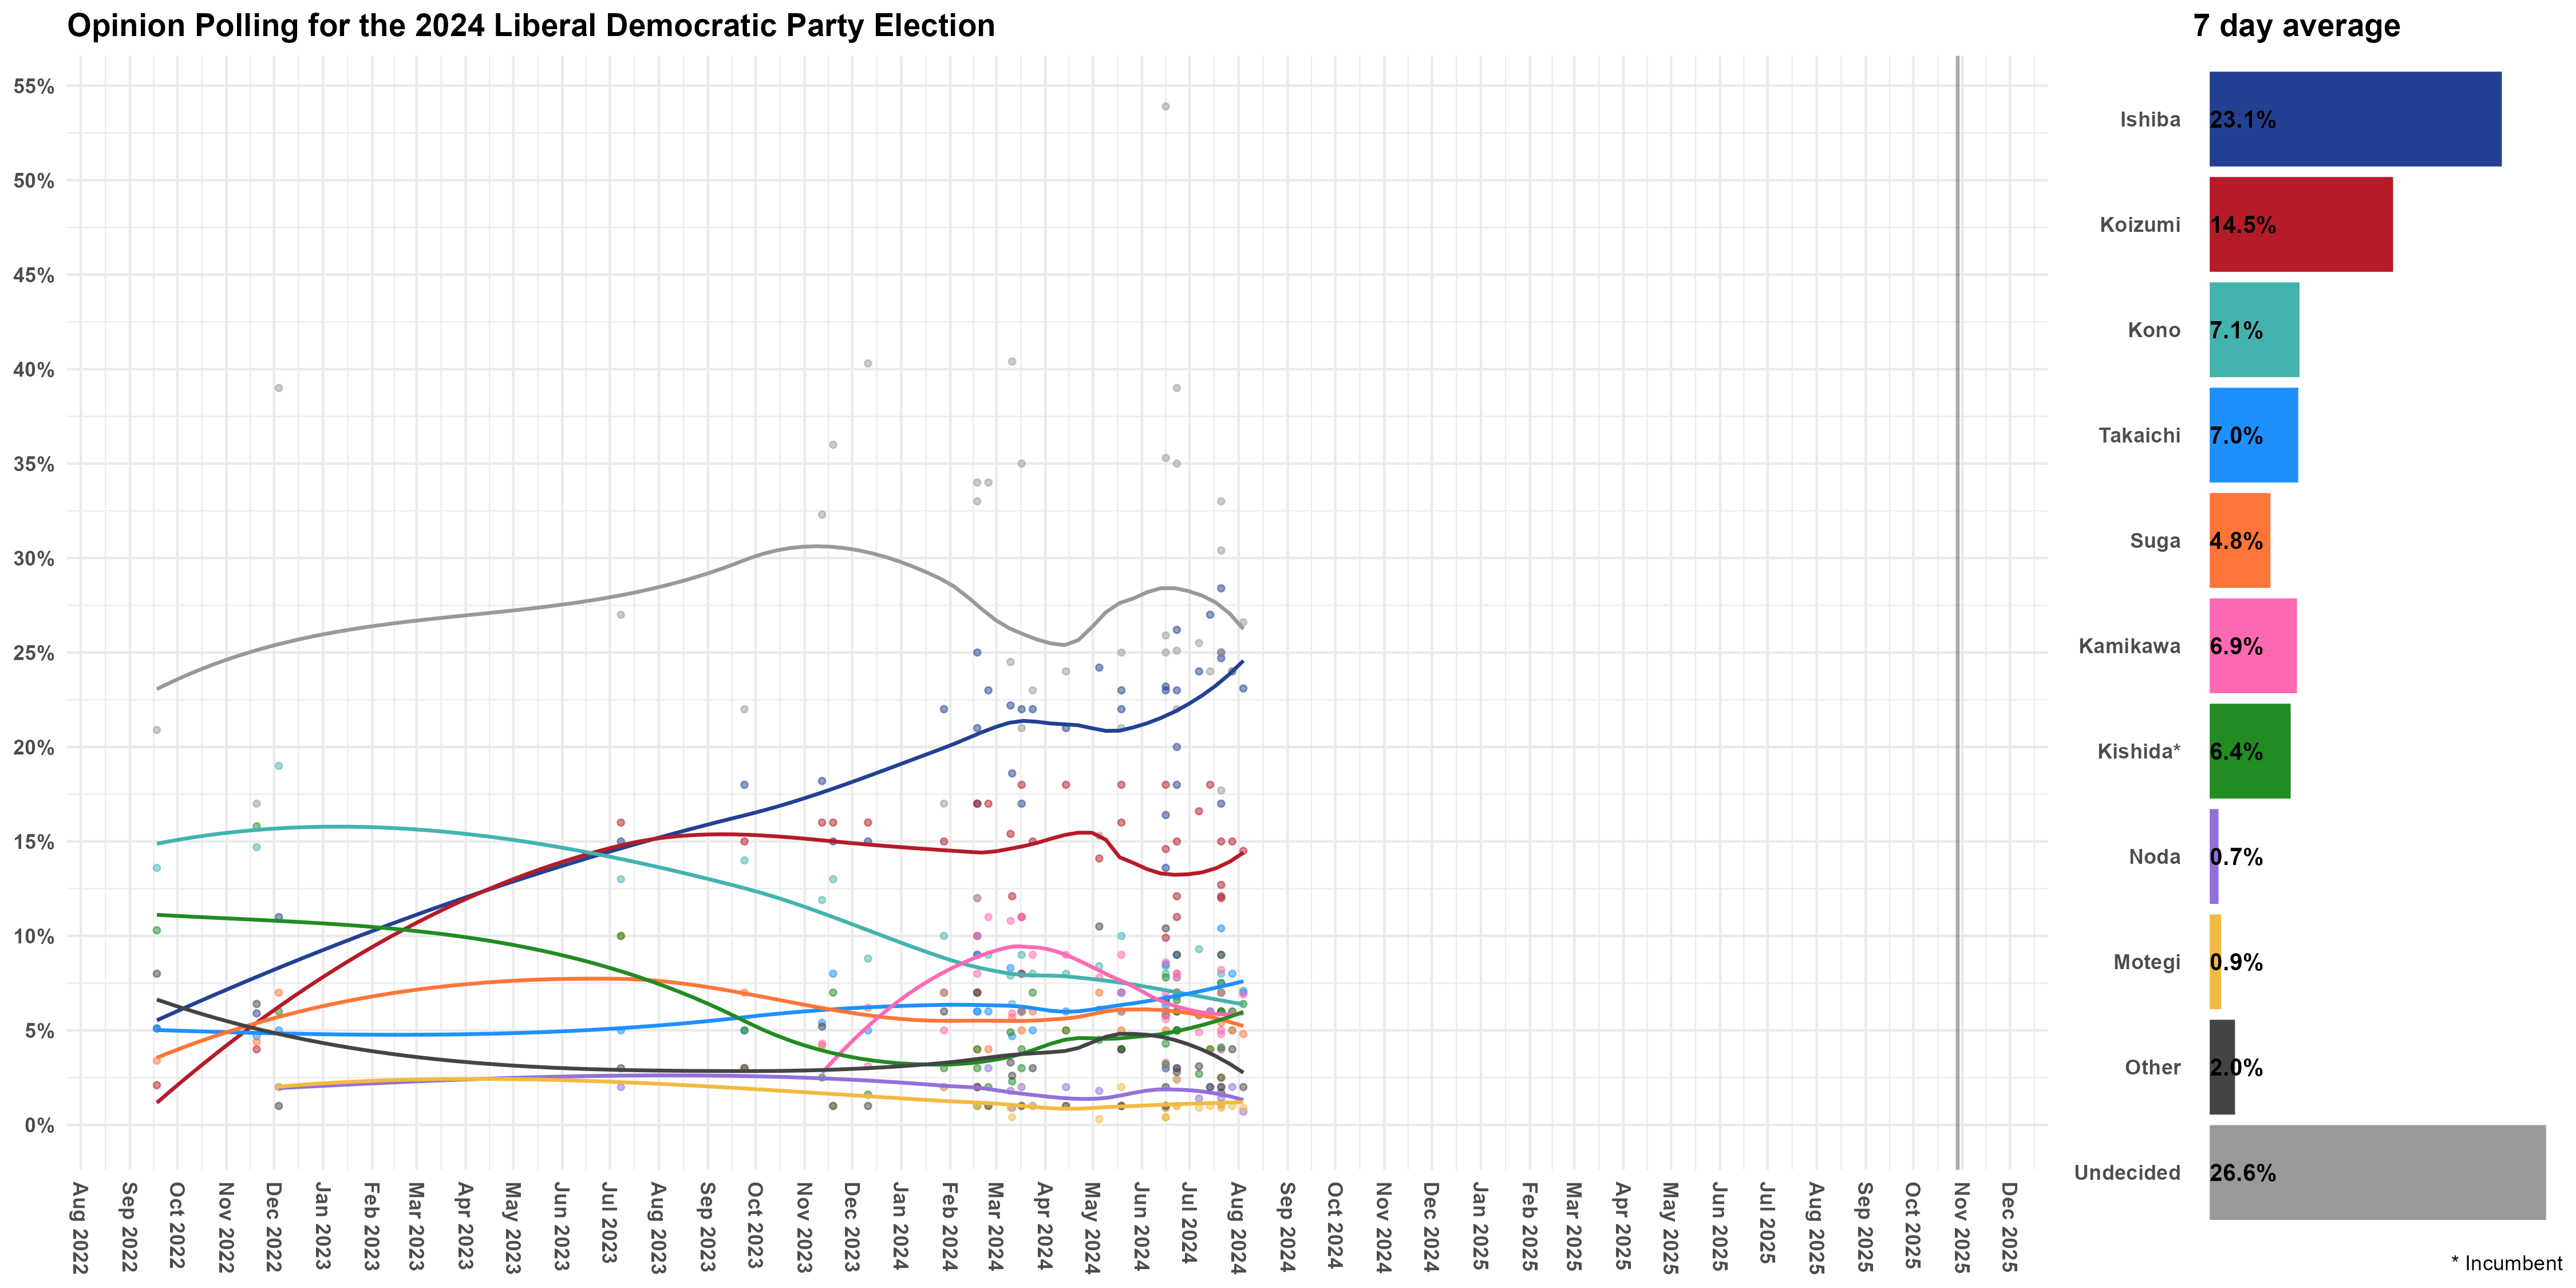 Opinion Polling for the 2024 Liberal Democratic Party Election
7 day average
55%
50%
45%
40%
35%
30%
25%
20%
15%
10%
5%
0%
Aug 2022
Sep 2022
Oct 2022
Nov 2022
Dec 2022
Jan 2023
Feb 2023
Mar 2023
Apr 2023
May 2023
Jun 2023
Jul 2023
Aug 2023
Sep 2023
Oct 2023
Nov 2023
Dec 2023
Jan 2024
Feb 2024
Mar 2024
Apr 2024
May 2024
Jun 2024
Jul 2024
Aug 2024
Sep 2024
Oct 2024
Nov 2024
Dec 2024
Jan 2025
Feb 2025
Mar 2025
Apr 2025
May 2025
Jun 2025
Jul 2025
Aug 2025
Sep 2025
Oct 2025
Nov 2025
Dec 2025
Ishiba 23.1%
Koizumi 14.5%
Kono 7.1%
Takaichi 7.0%
Suga 4.8%
Kamikawa 6.9%
Kishida* 6.4%
Noda 0.7%
Motegi 0.9%
Other 2.0%
Undecided 26.6%
* Incumbent